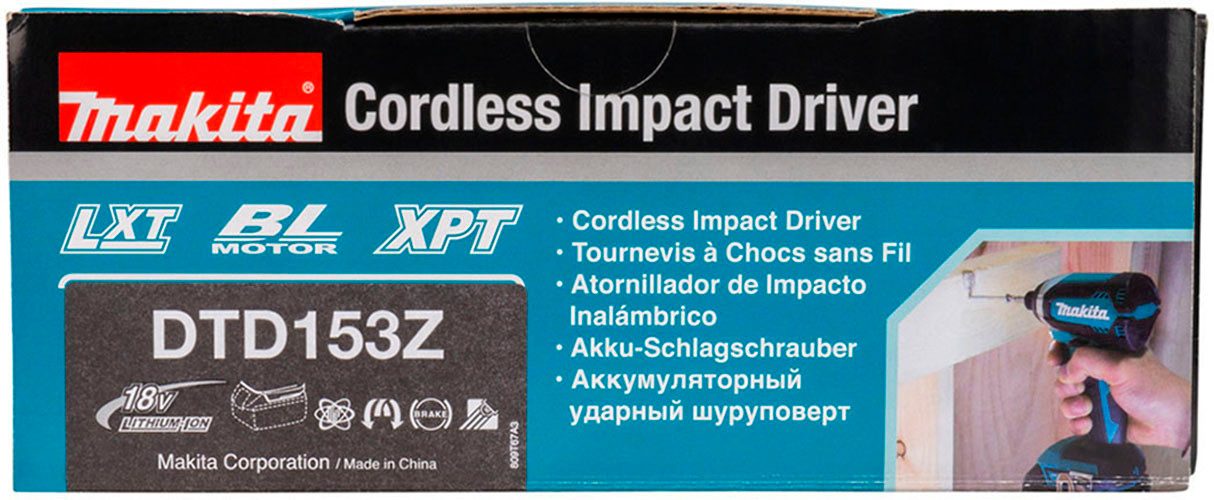 makita®
Cordless Impact Driver
LXT
BL
MOTOR
XPT
· Cordless Impact Driver
· Tournevis à Chocs sans Fil
· Atornillador de Impacto
Inalámbrico
· Akku-Schlagschrauber
· Аккумуляторный
ударный шуруповерт
DTD153Z
18V
LITHIUM-ION
BRAKE
809T67A3
Makita Corporation / Made in China
makita